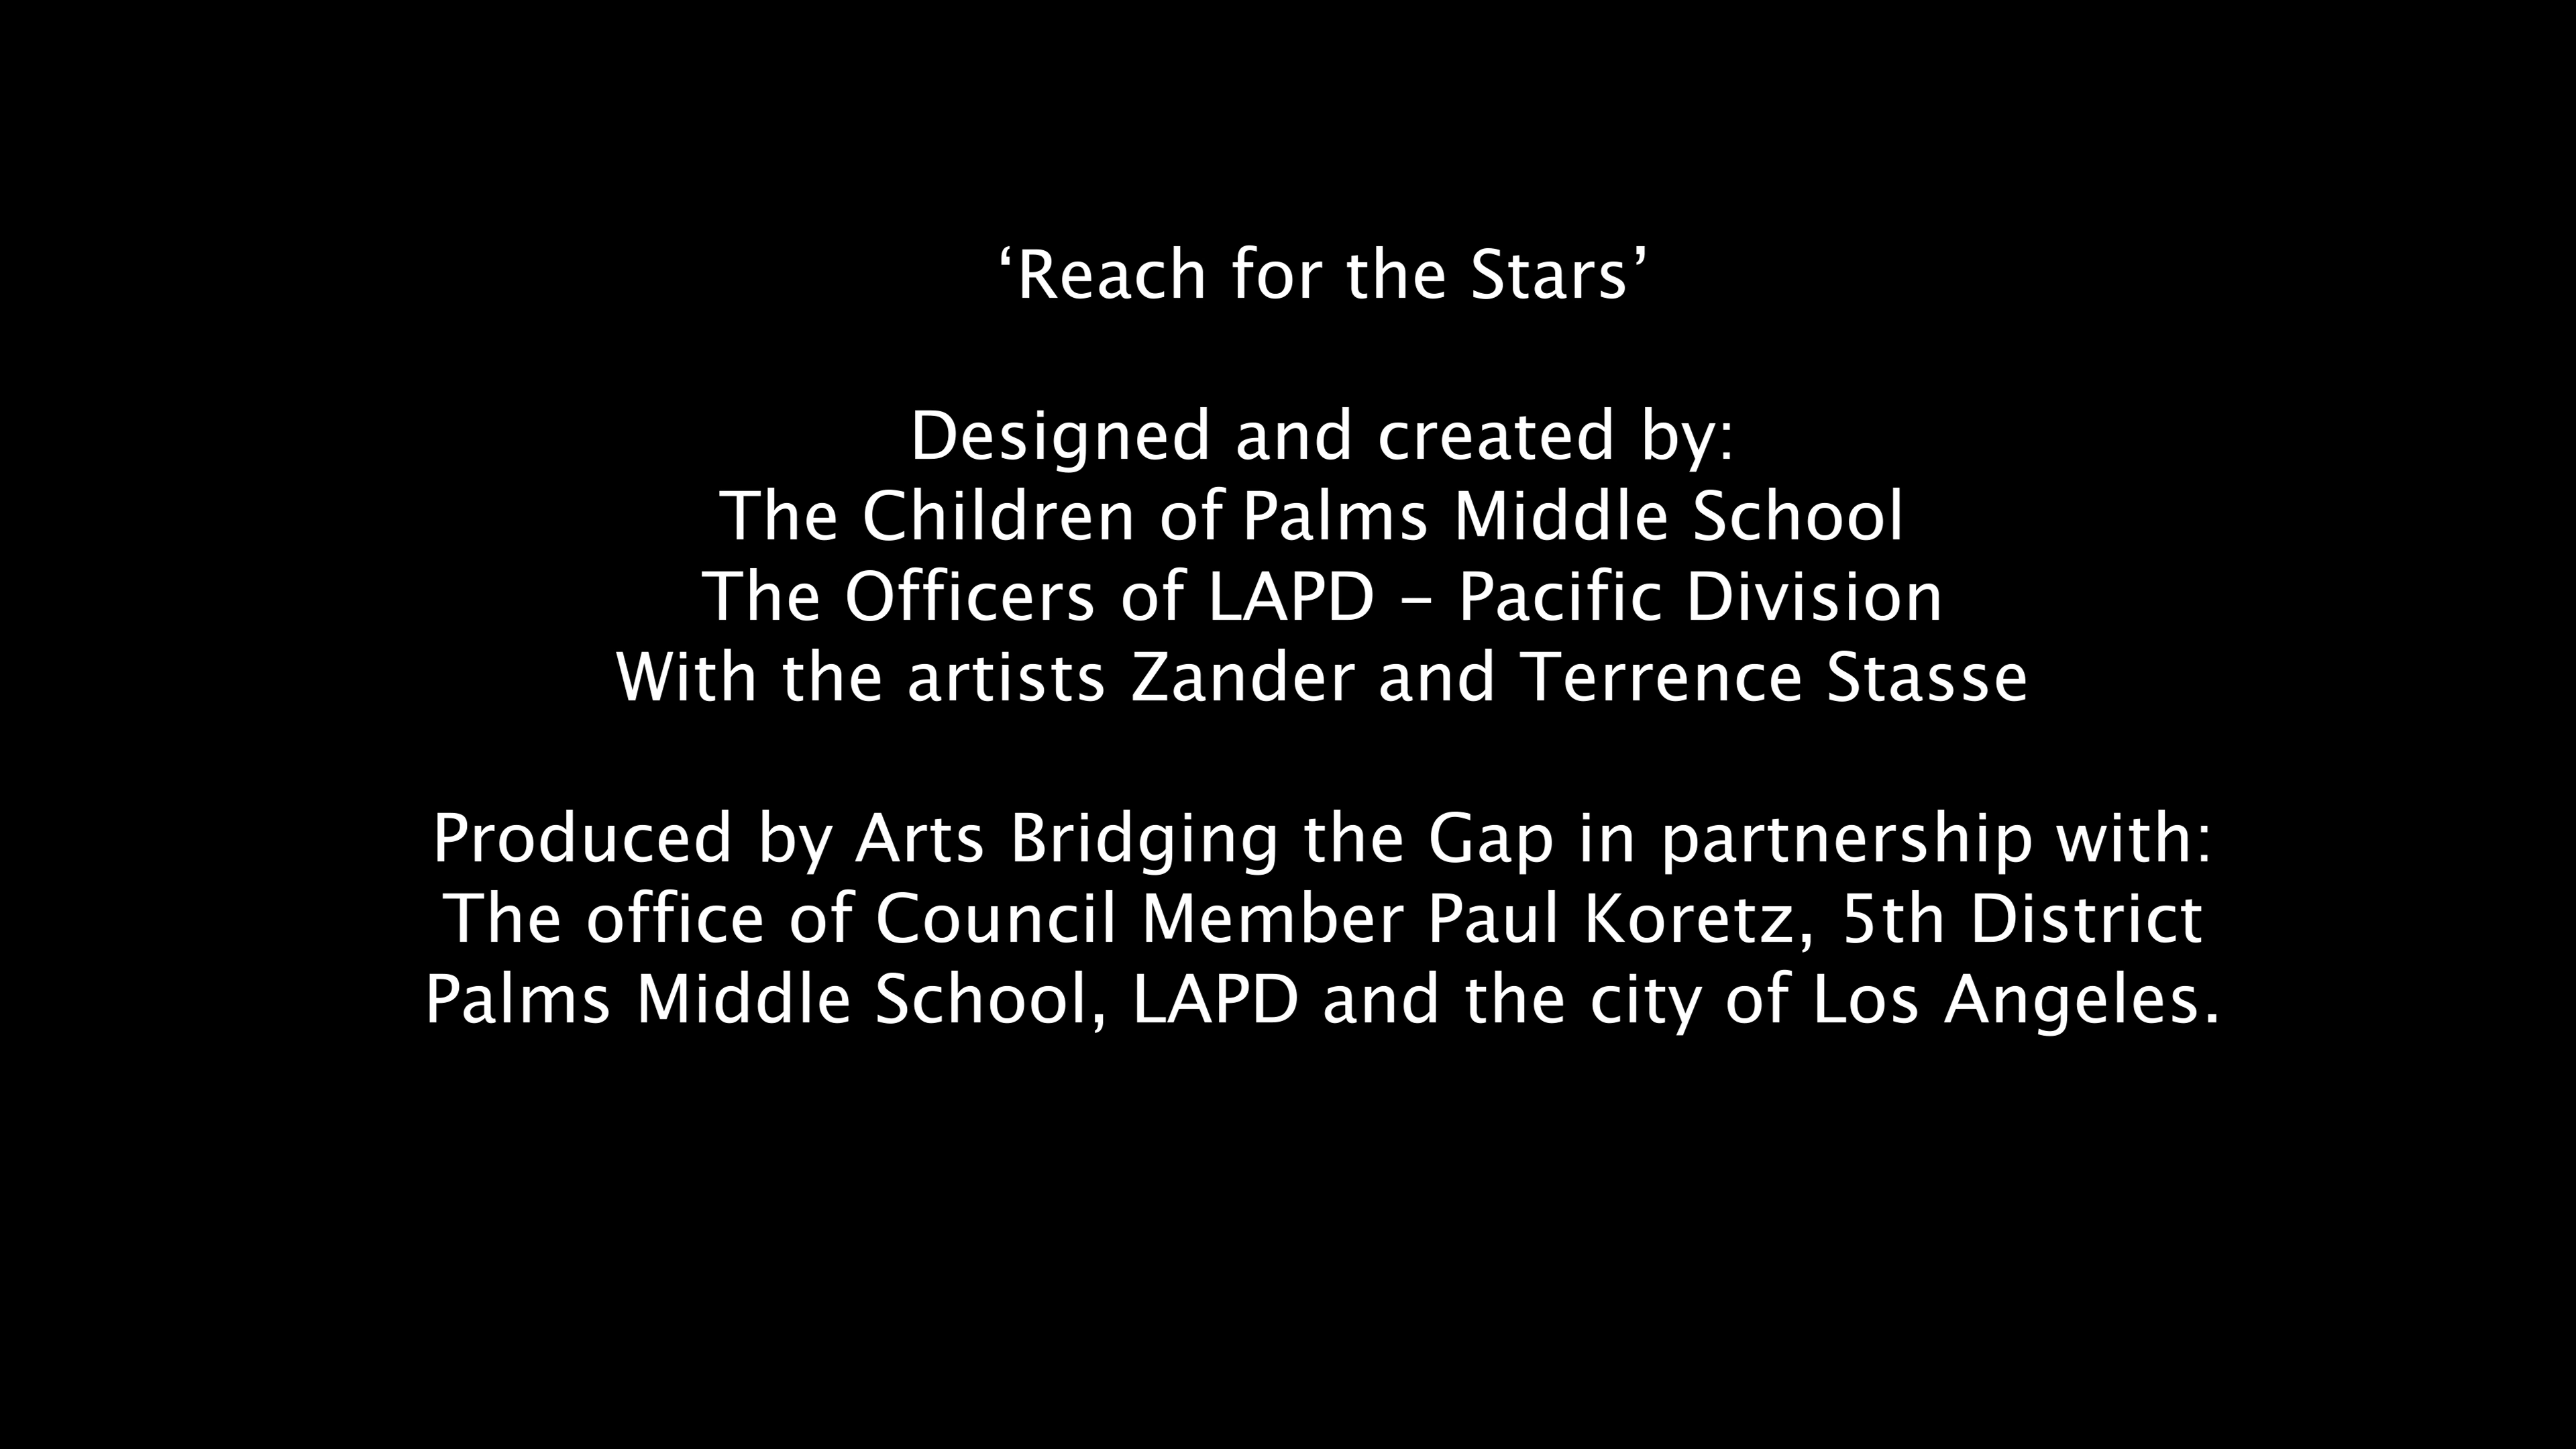 ‘Reach for the Stars’
Designed and created by:
The Children of Palms Middle School
The Officers of LAPD - Pacific Division
With the artists Zander and Terrence Stasse
Produced by Arts Bridging the Gap in partnership with:
The office of Council Member Paul Koretz, 5th District
Palms Middle School, LAPD and the city of Los Angeles.